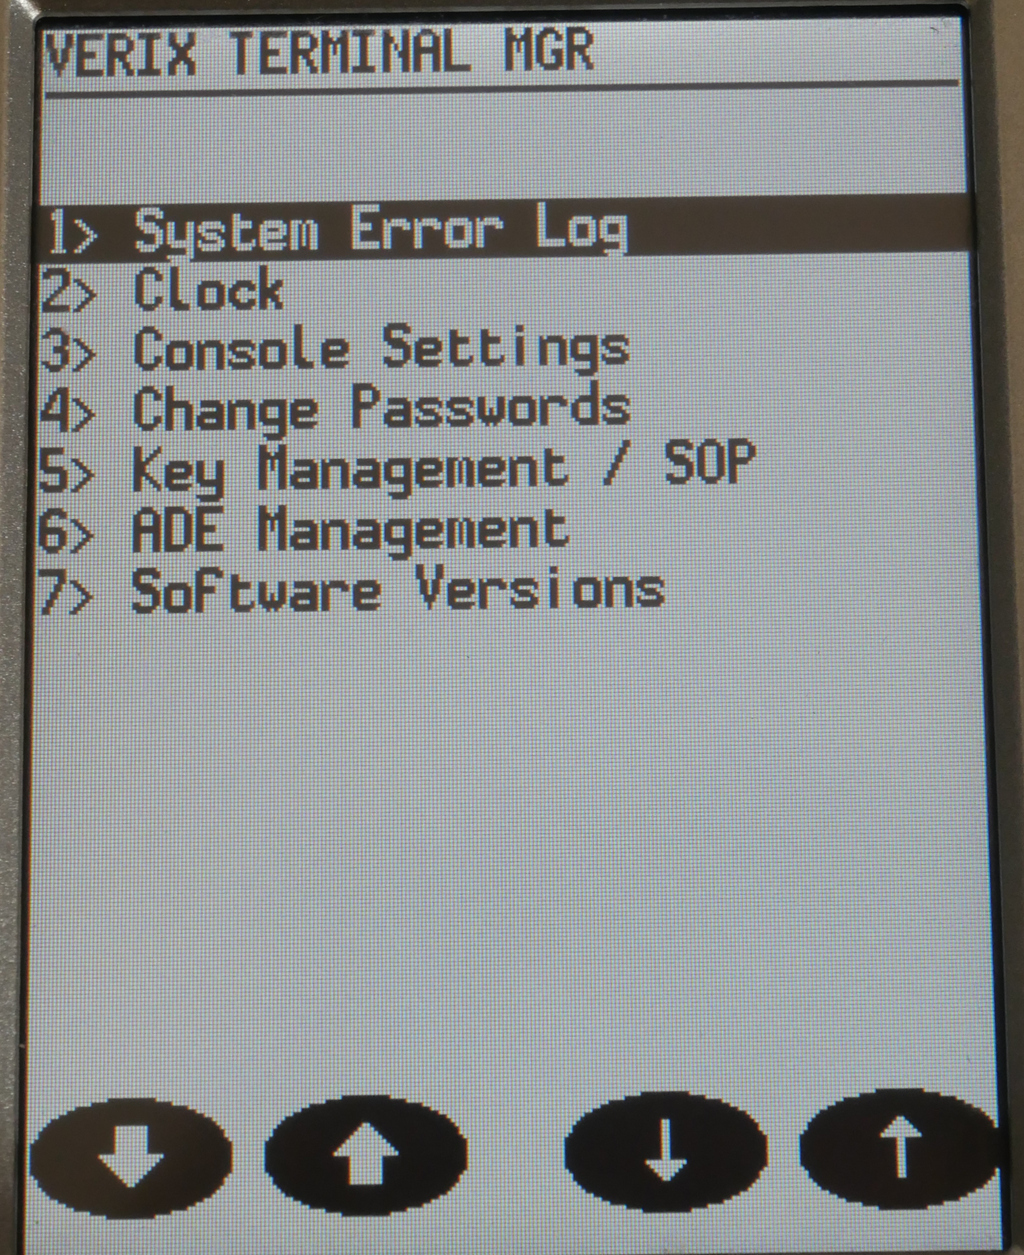 VERIX TERMINAL MGR
1> System Error Log
2> Clock
3> Console Settings
4> Change Passwords
5> Key Management / SOP
6> ADE Management
7> Software Versions